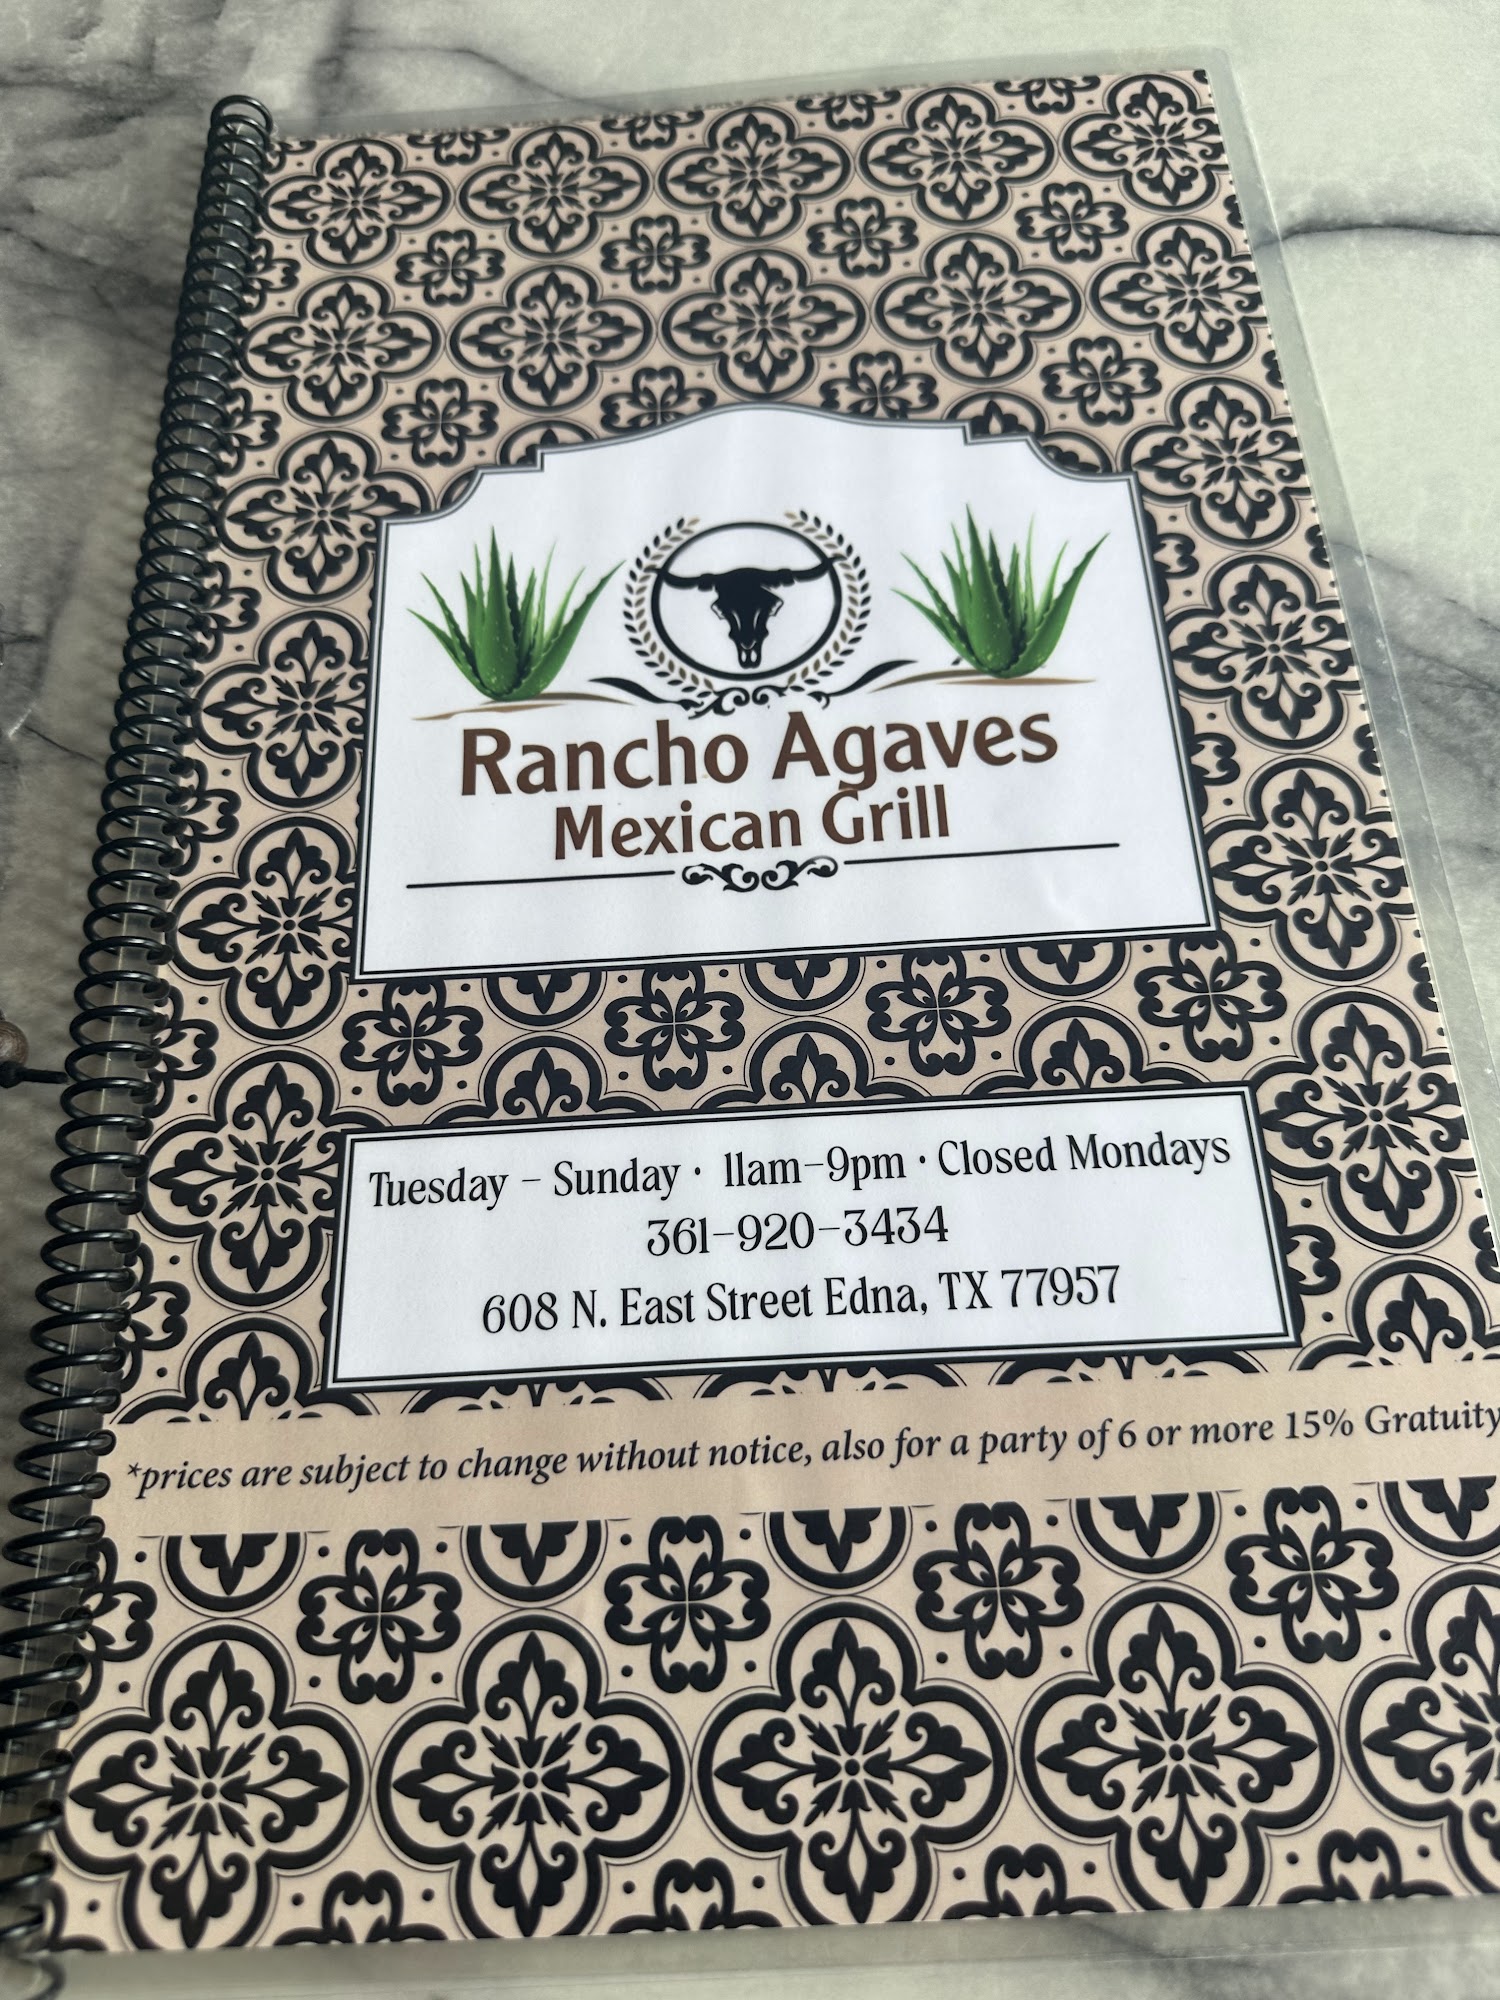 Rancho Agaves
Mexican Grill
Tuesday – Sunday · 11am–9pm · Closed Mondays
361–920–3434
608 N. East Street Edna, TX 77957
*prices are subject to change without notice, also for a party of 6 or more 15% Gratuity